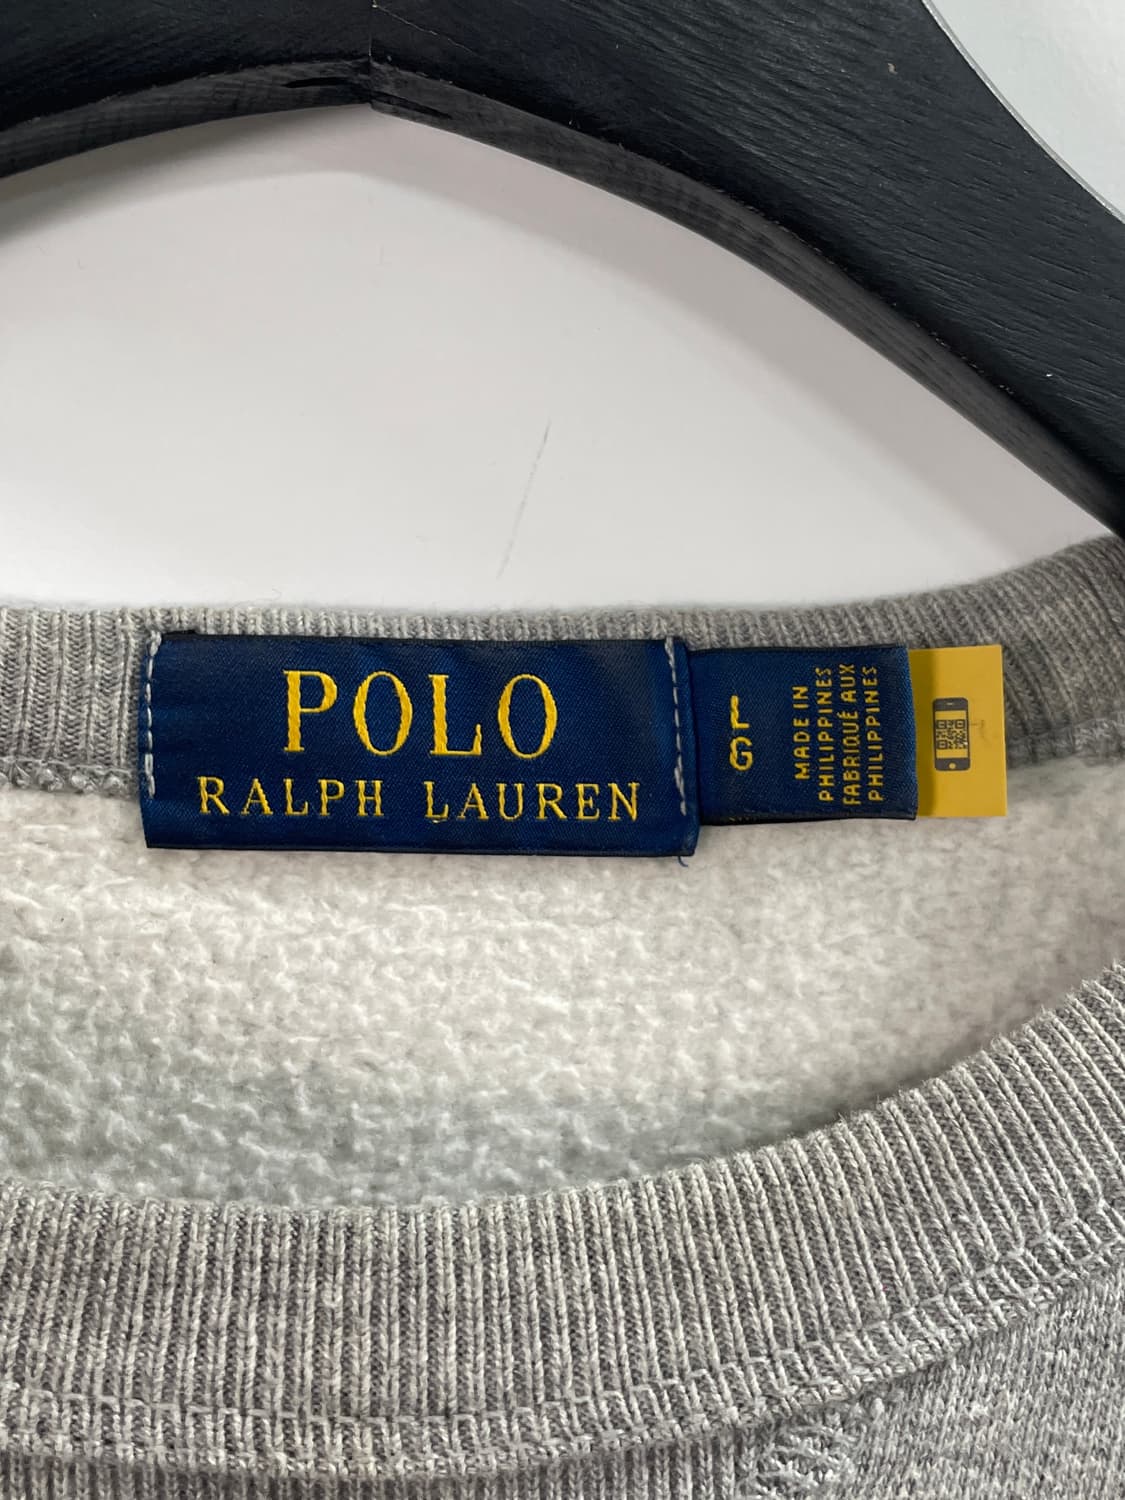 POLO
RALPH LAUREN
L
G
MADE IN
PHILIPPINES
FABRIQUÉ AUX
PHILIPPINES